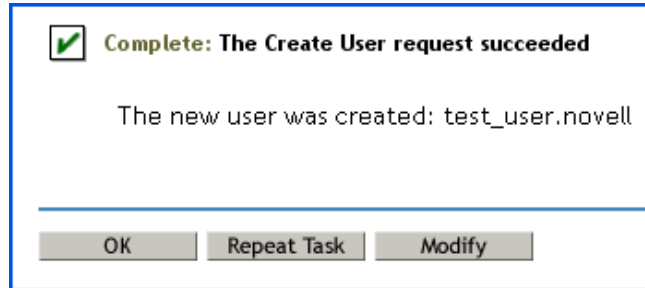 Complete: The Create User request succeeded
The new user was created: test_user.novell
OK Repeat Task Modify